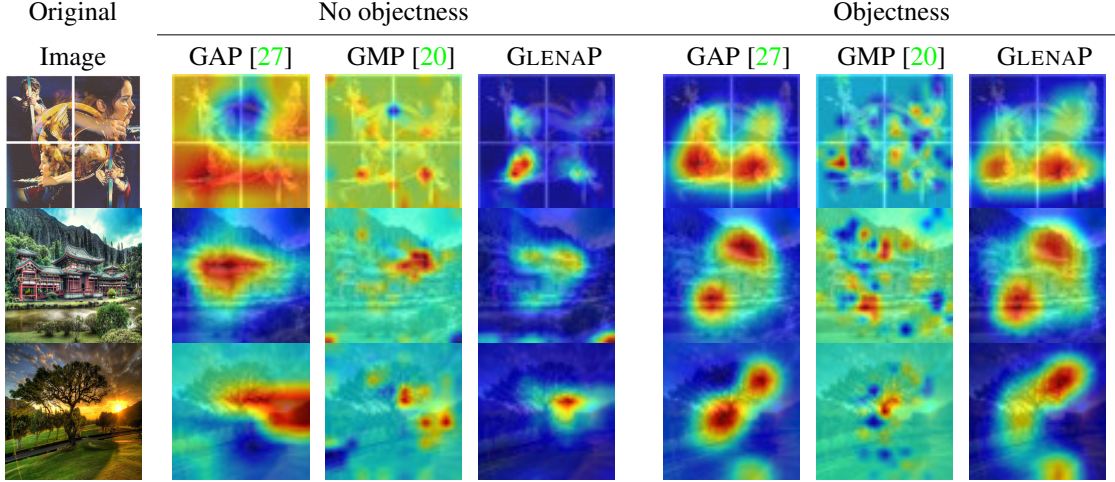 Original No objectness Objectness
Image GAP [27] GMP [20] GLENAP GAP [27] GMP [20] GLENAP